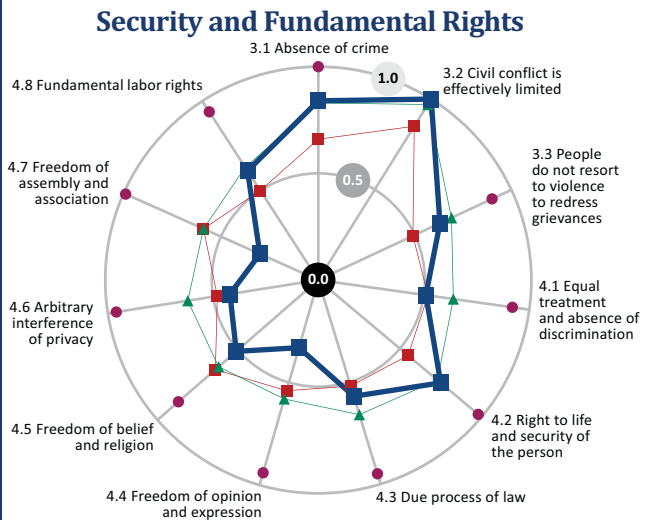 Security and Fundamental Rights
3.1 Absence of crime
1.0
3.2 Civil conflict is
effectively limited
4.8 Fundamental labor rights
3.3 People
do not resort
to violence
to redress
grievances
4.7 Freedom of
assembly and
association
0.5
0.0
4.1 Equal
treatment
and absence of
discrimination
4.6 Arbitrary
interference
of privacy
4.2 Right to life
and security of
the person
4.5 Freedom of belief
and religion
4.4 Freedom of opinion
and expression
4.3 Due process of law